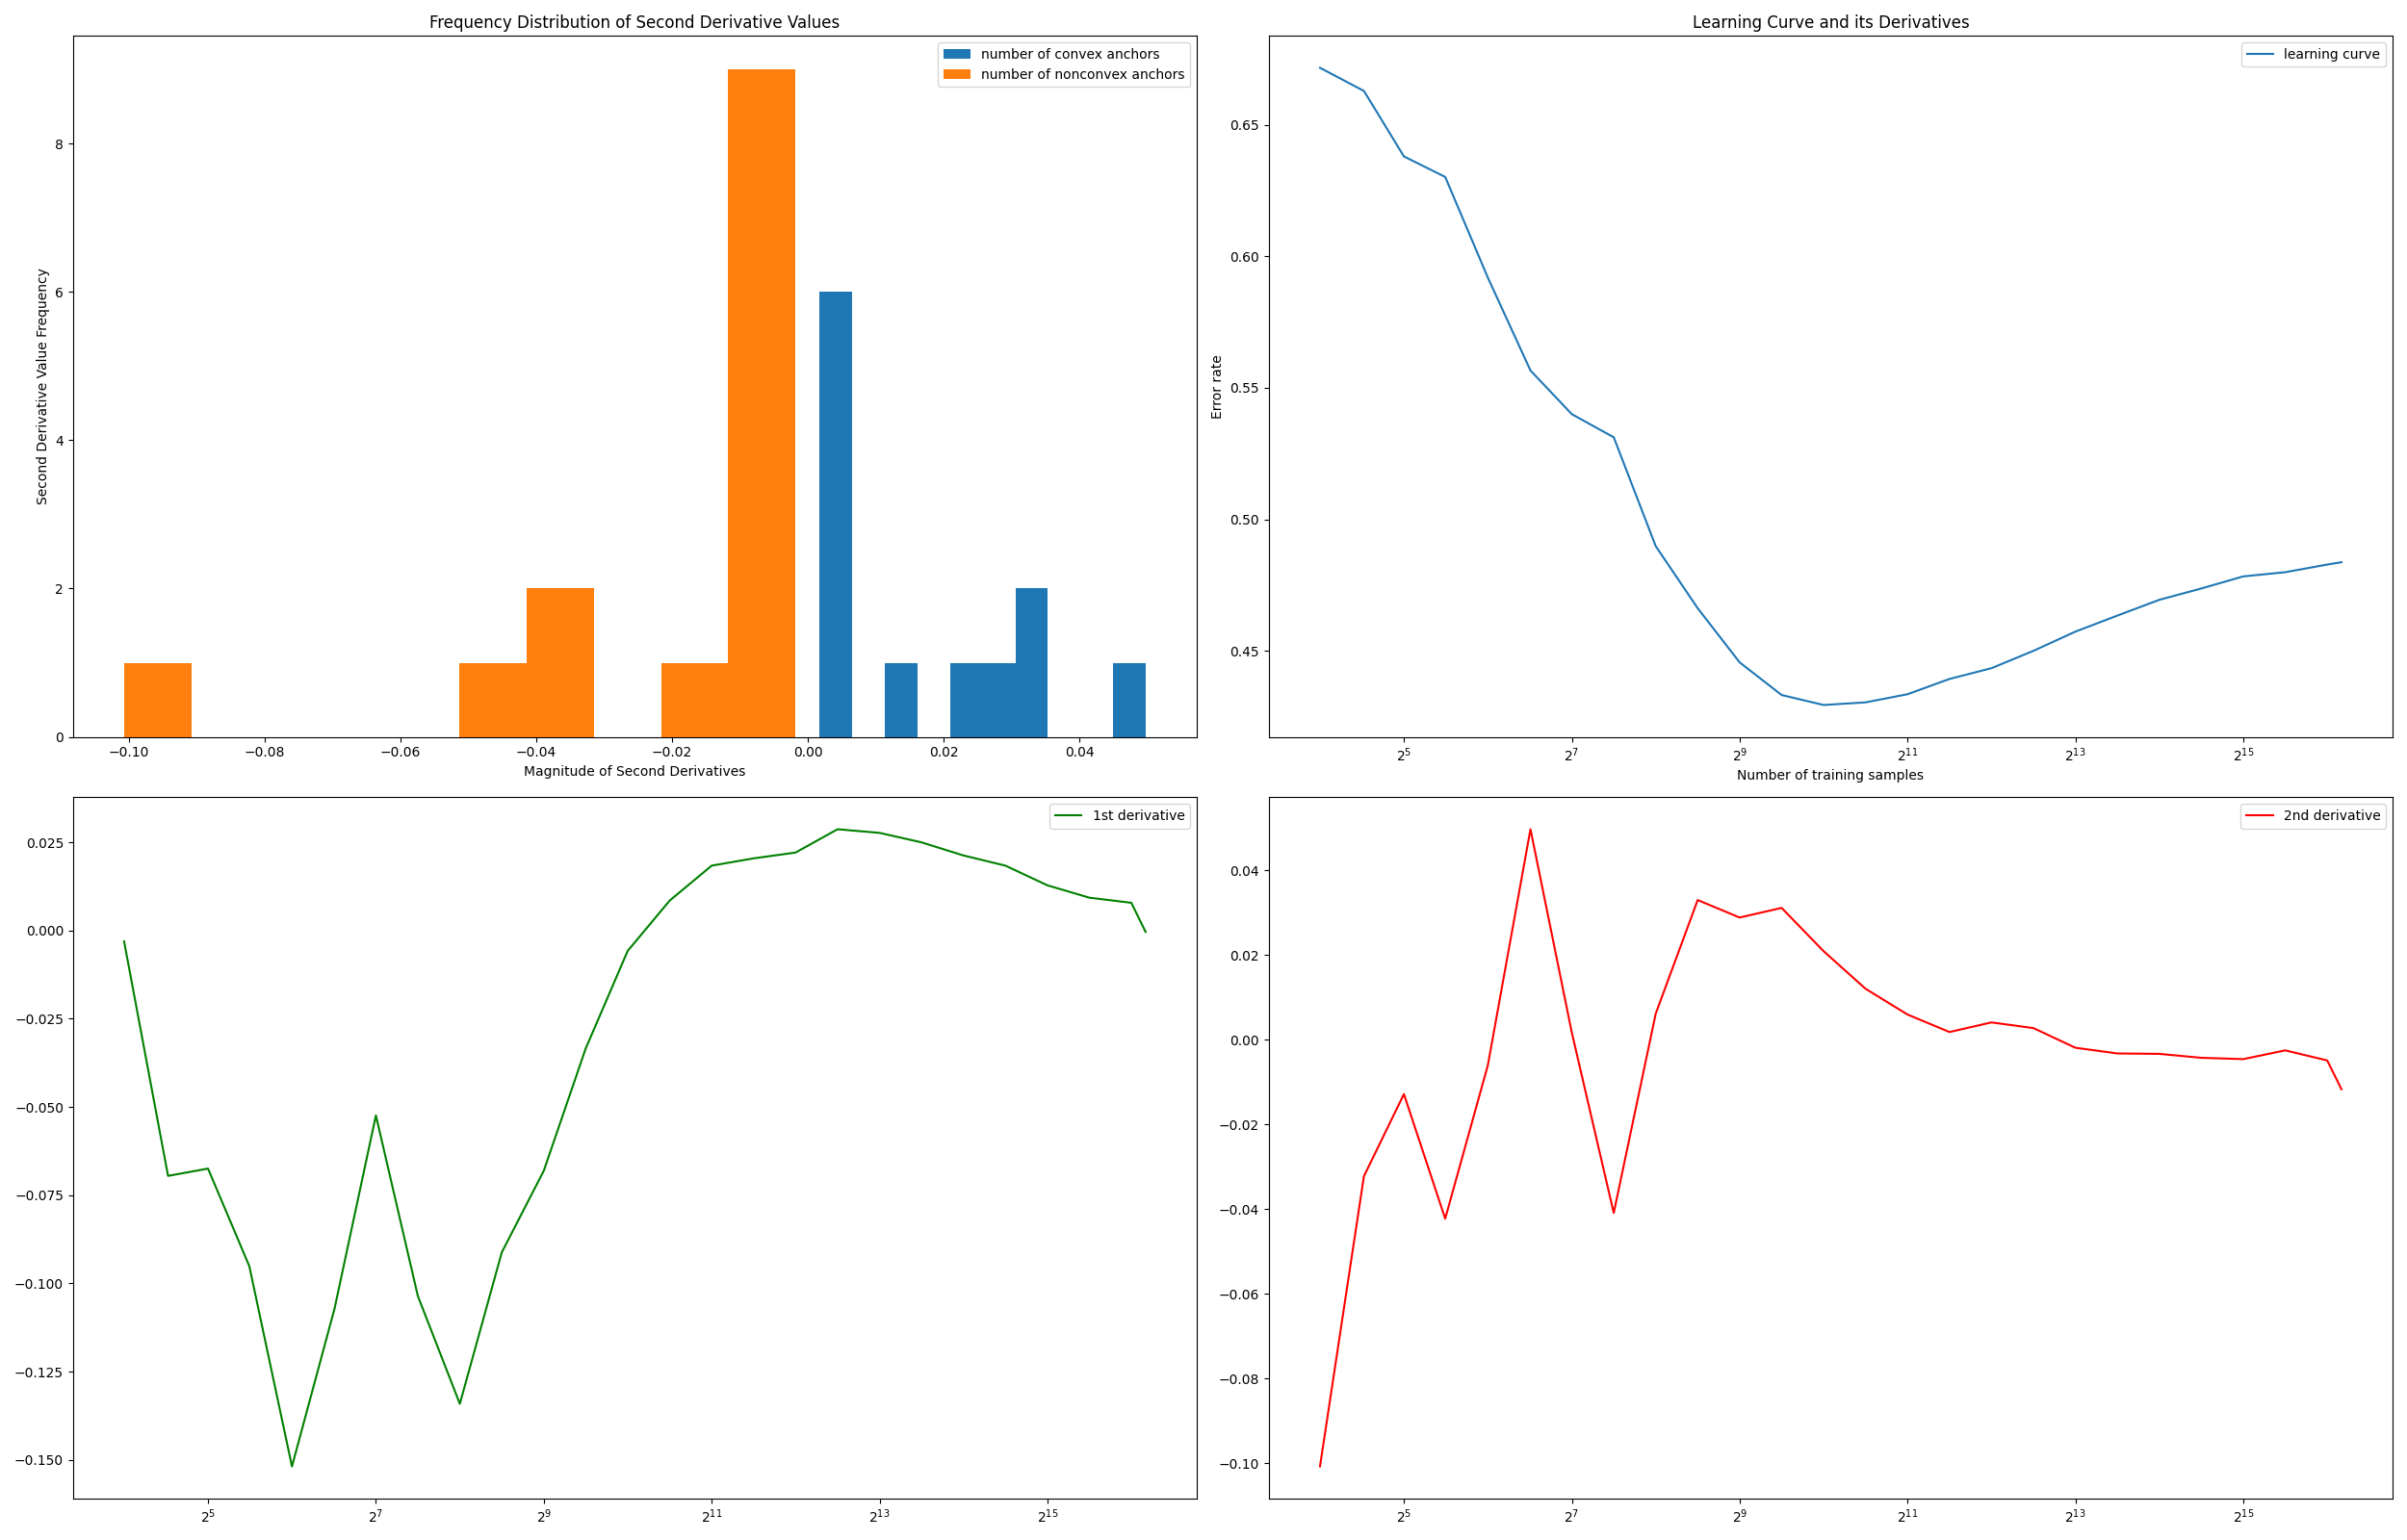 Frequency Distribution of Second Derivative Values
number of convex anchors
number of nonconvex anchors
Second Derivative Value Frequency
8
6
4
2
0
−0.10 −0.08 −0.06 −0.04 −0.02 0.00 0.02 0.04
Magnitude of Second Derivatives
Learning Curve and its Derivatives
learning curve
Error rate
0.65
0.60
0.55
0.50
0.45
2^5 2^7 2^9 2^11 2^13 2^15
Number of training samples
1st derivative
0.025
0.000
−0.025
−0.050
−0.075
−0.100
−0.125
−0.150
2^5 2^7 2^9 2^11 2^13 2^15
2nd derivative
0.04
0.02
0.00
−0.02
−0.04
−0.06
−0.08
−0.10
2^5 2^7 2^9 2^11 2^13 2^15